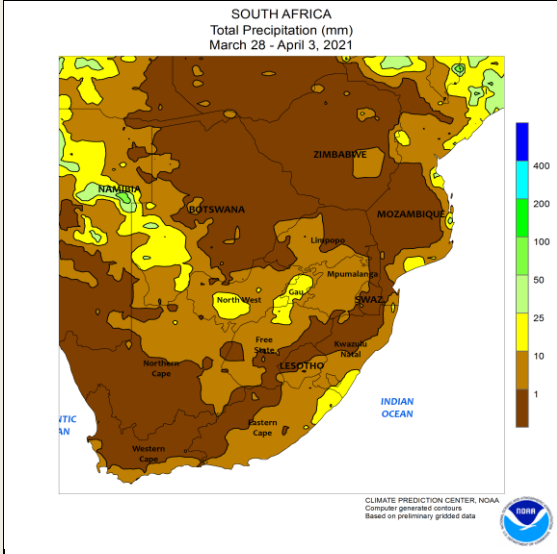 SOUTH AFRICA
Total Precipitation (mm)
March 28 - April 3, 2021
ZIMBABWE
NAMIBIA
BOTSWANA
MOZAMBIQUE
Limpopo
Mpumalanga
Gau
North West
SWAZ
Free
State
Kwazulu
Natal
LESOTHO
Northern
Cape
Eastern
Cape
Western
Cape
INDIAN
OCEAN
NTIC
AN
400
200
100
50
25
10
1
CLIMATE PREDICTION CENTER, NOAA
Computer generated contours
Based on preliminary gridded data
NOAA